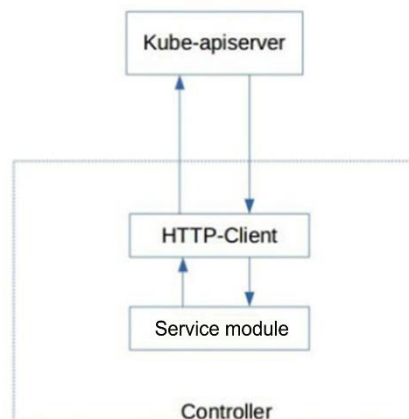 Kube-apiserver
HTTP-Client
Service module
Controller